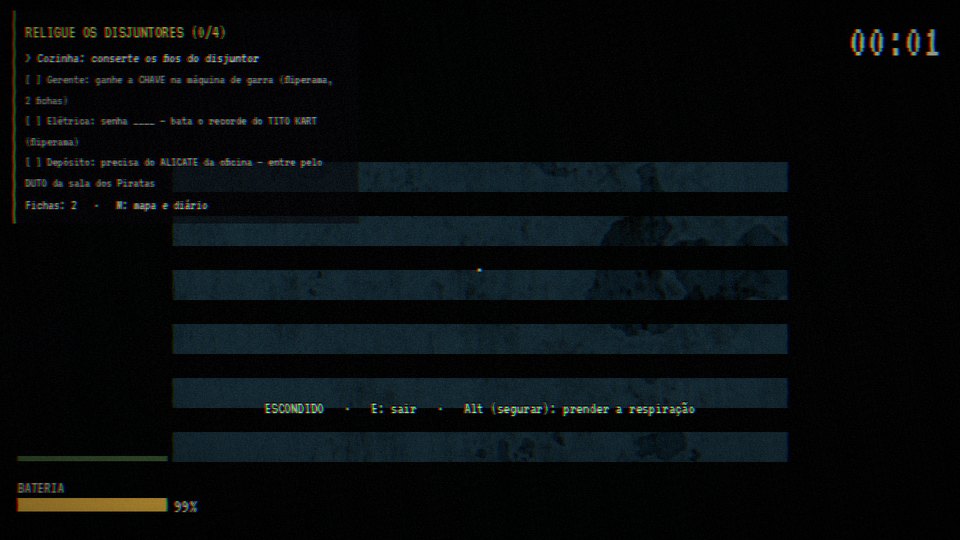 RELIGUE OS DISJUNTORES (0/4)
00:01
> Cozinha: conserte os fios do disjuntor
[ ] Gerente: ganhe a CHAVE na máquina de garra (fliperama,
2 fichas)
[ ] Elétrica: senha ____ - bata o recorde do TITO KART
(fliperama)
[ ] Depósito: precisa do ALICATE da oficina - entre pelo
DUTO da sala dos Piratas
Fichas: 2 · M: mapa e diário
ESCONDIDO · E: sair · Alt (segurar): prender a respiração
BATERIA
99%